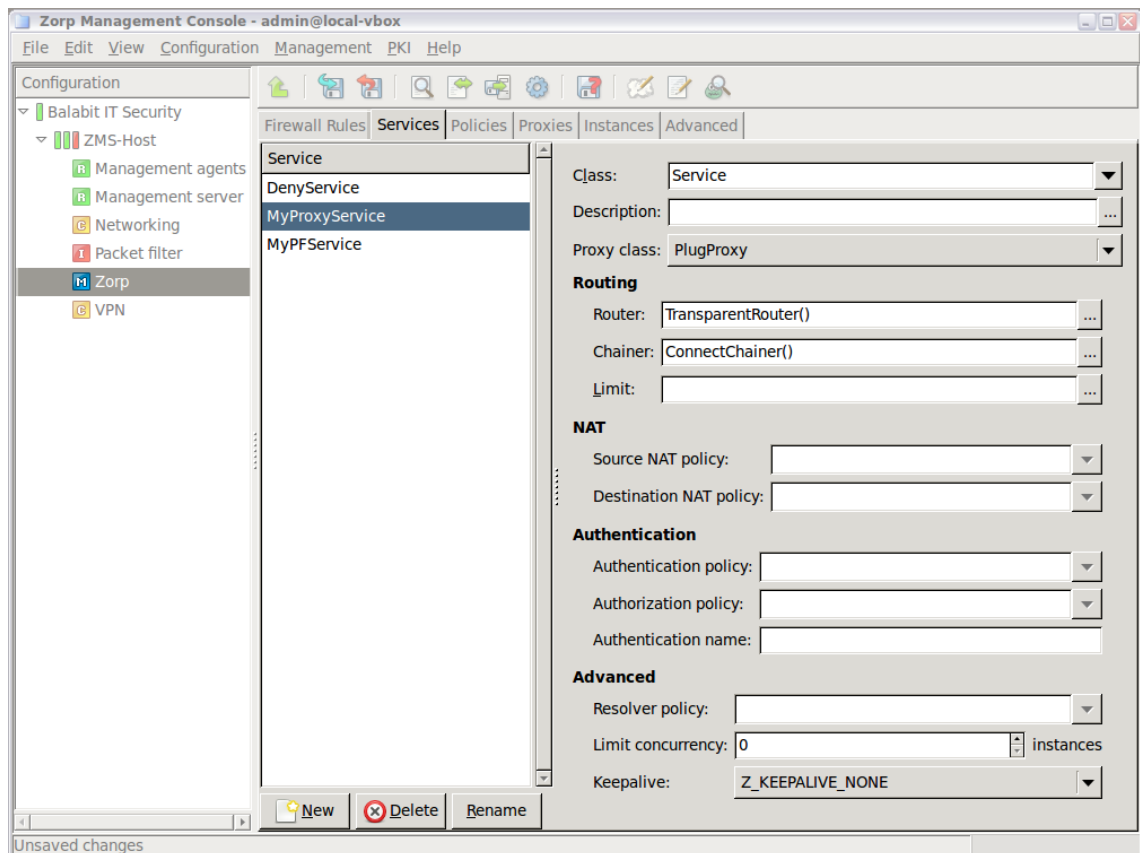 Zorp Management Console - admin@local-vbox
File Edit View Configuration Management PKI Help
Configuration
Balabit IT Security
ZMS-Host
R Management agents
R Management server
C Networking
I Packet filter
M Zorp
C VPN
Firewall Rules Services Policies Proxies Instances Advanced
Service
DenyService
MyProxyService
MyPFService
New Delete Rename
Class: Service
Description: ...
Proxy class: PlugProxy
Routing
Router: TransparentRouter() ...
Chainer: ConnectChainer() ...
Limit: ...
NAT
Source NAT policy:
Destination NAT policy:
Authentication
Authentication policy:
Authorization policy:
Authentication name:
Advanced
Resolver policy:
Limit concurrency: 0 instances
Keepalive: Z_KEEPALIVE_NONE
Unsaved changes